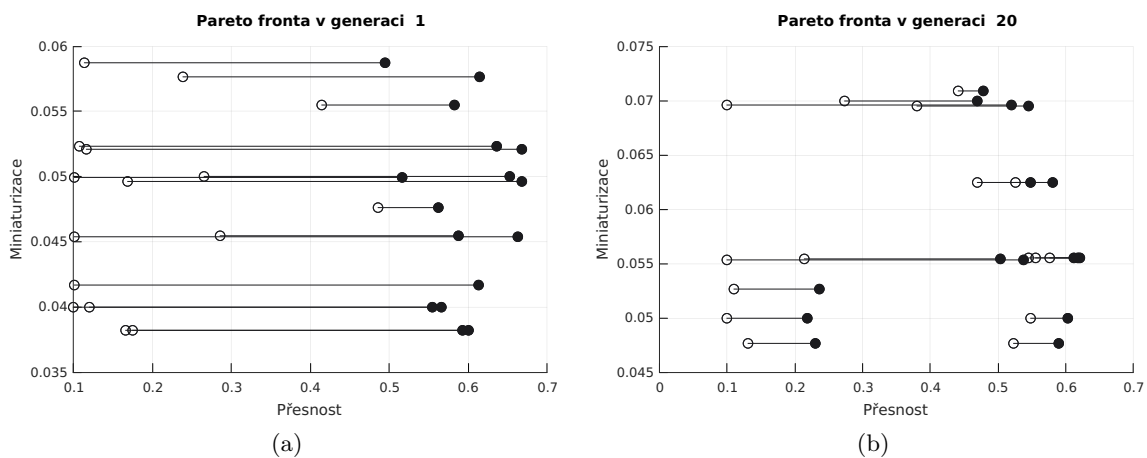 Pareto fronta v generaci 1
0.06
0.055
0.05
0.045
0.04
0.035
Miniaturizace
0.1 0.2 0.3 0.4 0.5 0.6 0.7
Přesnost
(a)
Pareto fronta v generaci 20
0.075
0.07
0.065
0.06
0.055
0.05
0.045
Miniaturizace
0 0.1 0.2 0.3 0.4 0.5 0.6 0.7
Přesnost
(b)